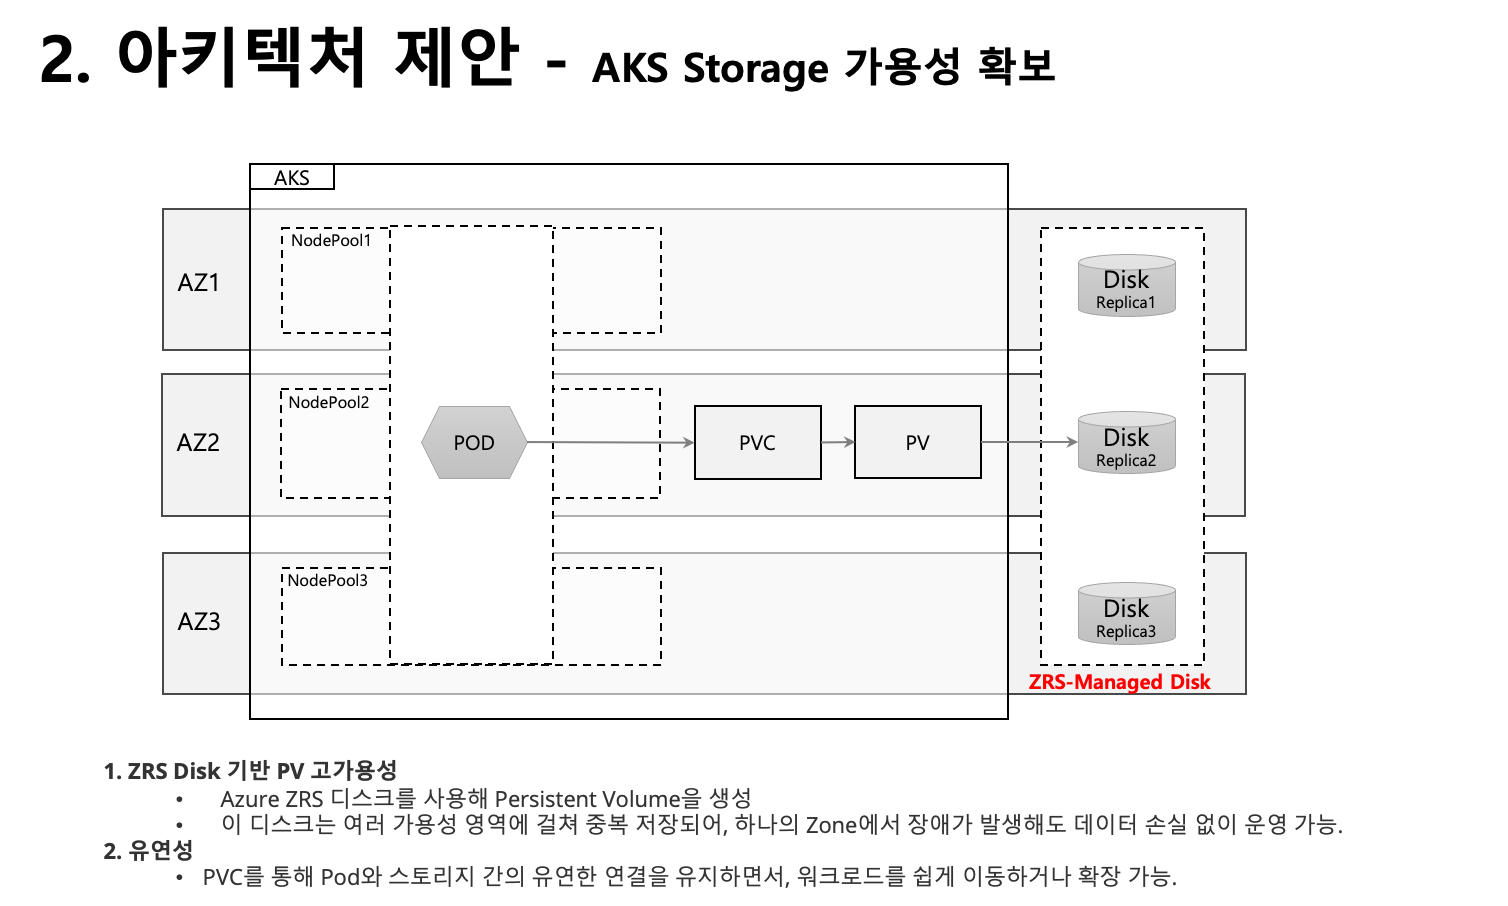 2. 아키텍처 제안 - AKS Storage 가용성 확보
AKS
NodePool1
AZ1
Disk
Replica1
NodePool2
AZ2
POD
PVC
PV
Disk
Replica2
NodePool3
AZ3
Disk
Replica3
ZRS-Managed Disk
1. ZRS Disk 기반 PV 고가용성
• Azure ZRS 디스크를 사용해 Persistent Volume을 생성
• 이 디스크는 여러 가용성 영역에 걸쳐 중복 저장되어, 하나의 Zone에서 장애가 발생해도 데이터 손실 없이 운영 가능.
2. 유연성
• PVC를 통해 Pod와 스토리지 간의 유연한 연결을 유지하면서, 워크로드를 쉽게 이동하거나 확장 가능.